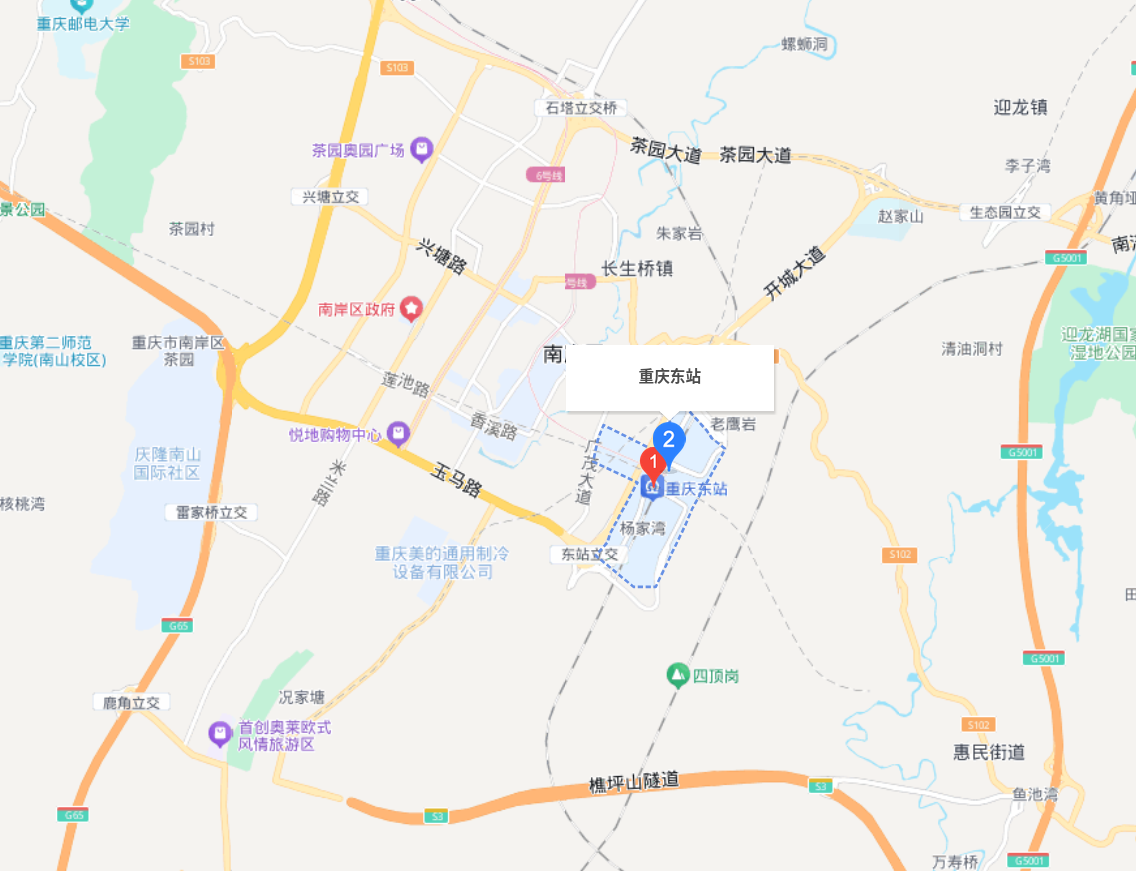 重庆邮电大学
螺蛳洞
S103
S103
石塔立交桥
迎龙镇
茶园奥园广场
茶园大道
茶园大道
李子湾
6号线
兴塘立交
黄角垭
景公园
生态园立交
赵家山
茶园村
朱家岩
兴塘路
南
G5001
长生桥镇
开城大道
号线
南岸区政府
迎龙湖国家
湿地公园
重庆第二师范
学院(南山校区)
重庆市南岸区
茶园
清油洞村
南
重庆东站
莲池路
香溪路
老鹰岩
悦地购物中心
2
1
G5001
庆隆南山
国际社区
广茂大道
玉马路
米兰路
重庆东站
核桃湾
雷家桥立交
杨家湾
重庆美的通用制冷
设备有限公司
东站立交
S102
田
G65
G5001
四顶岗
况家塘
鹿角立交
首创奥莱欧式
风情旅游区
S102
惠民街道
樵坪山隧道
S3
鱼池湾
G65
S3
万寿桥
G5001